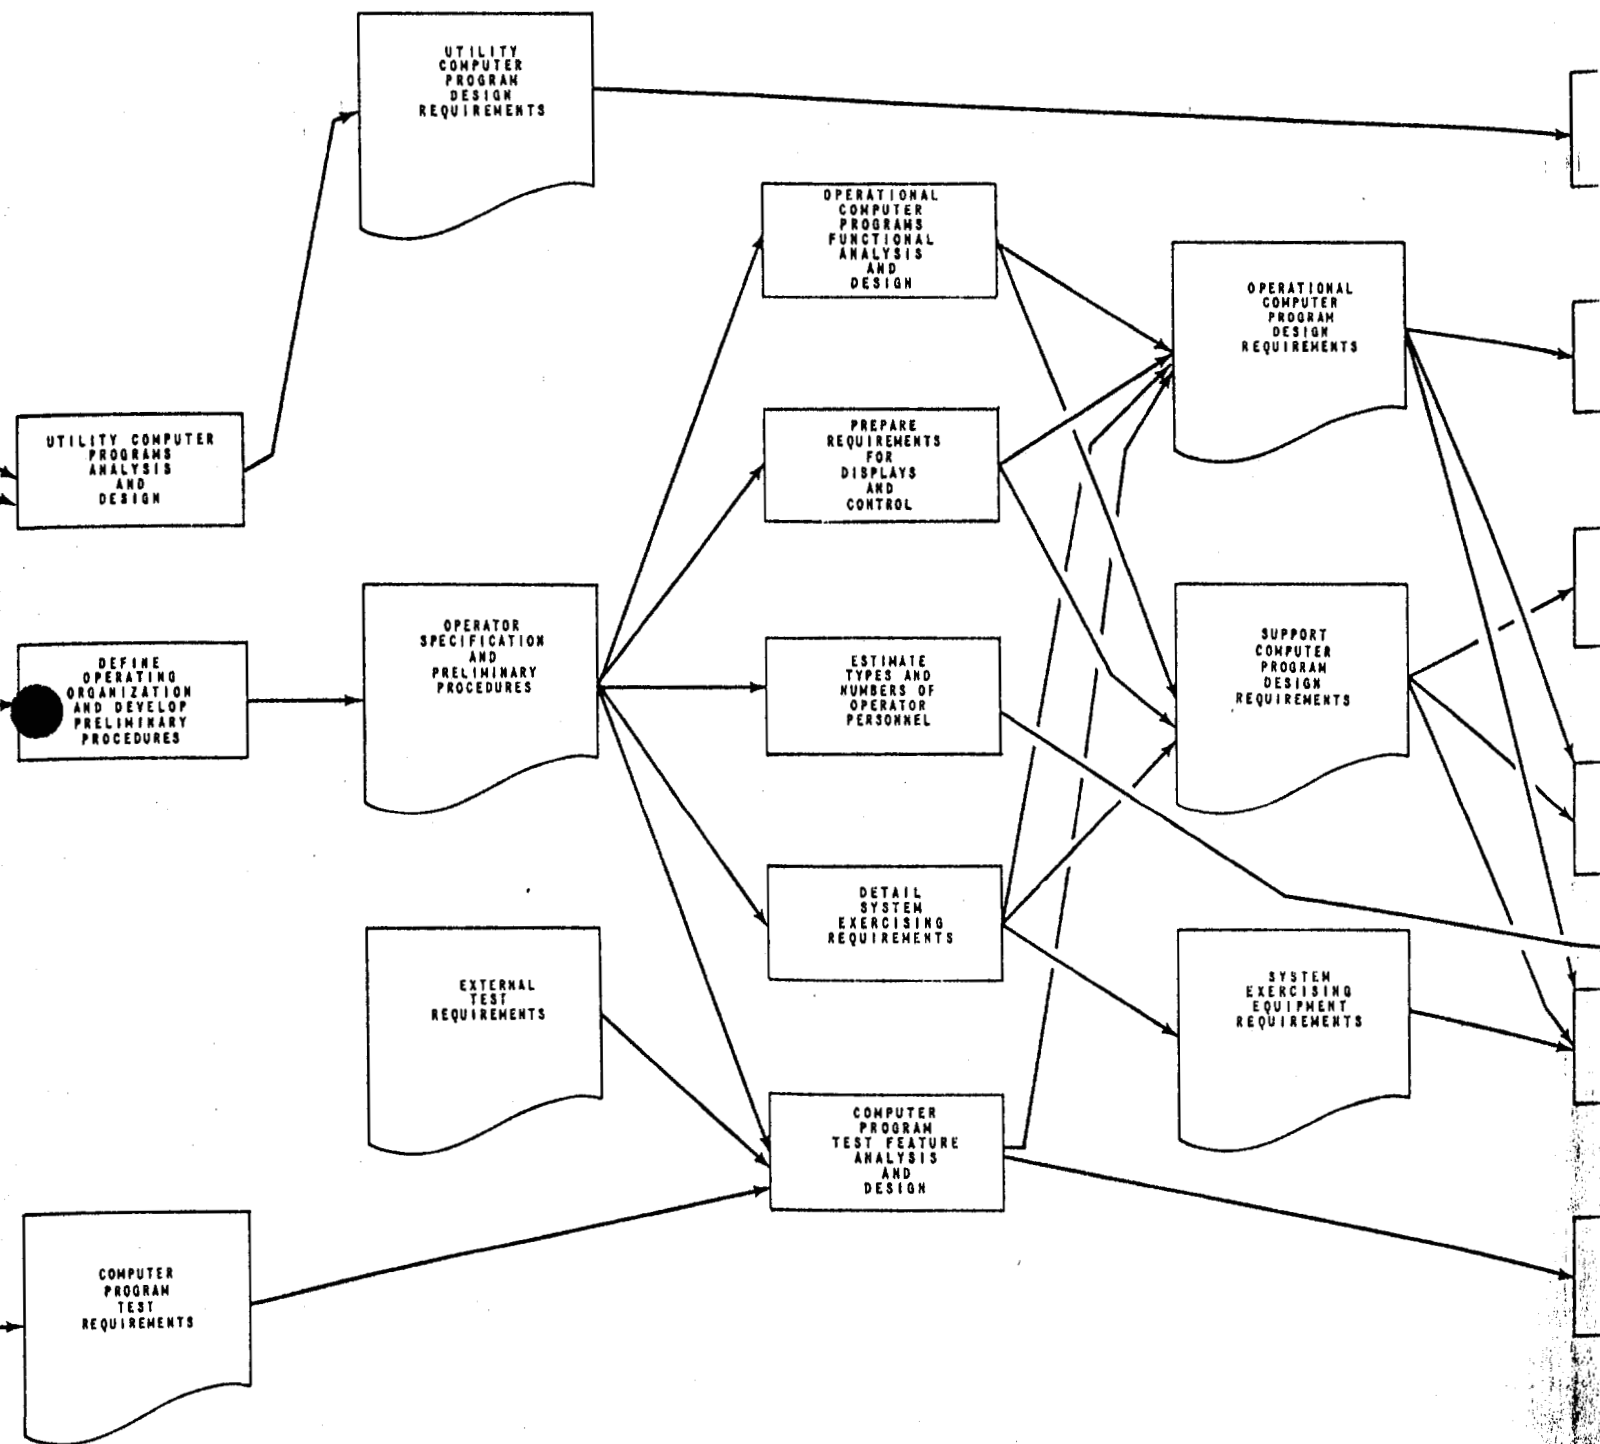 UTILITY
COMPUTER
PROGRAM
DESIGN
REQUIREMENTS
OPERATIONAL
COMPUTER
PROGRAMS
FUNCTIONAL
ANALYSIS
AND
DESIGN
OPERATIONAL
COMPUTER
PROGRAM
DESIGN
REQUIREMENTS
UTILITY COMPUTER
PROGRAMS
ANALYSIS
AND
DESIGN
PREPARE
REQUIREMENTS
FOR
DISPLAYS
AND
CONTROL
DEFINE
OPERATING
ORGANIZATION
AND DEVELOP
PRELIMINARY
PROCEDURES
OPERATOR
SPECIFICATION
AND
PRELIMINARY
PROCEDURES
ESTIMATE
TYPES AND
NUMBERS OF
OPERATOR
PERSONNEL
SUPPORT
COMPUTER
PROGRAM
DESIGN
REQUIREMENTS
DETAIL
SYSTEM
EXERCISING
REQUIREMENTS
EXTERNAL
TEST
REQUIREMENTS
SYSTEM
EXERCISING
EQUIPMENT
REQUIREMENTS
COMPUTER
PROGRAM
TEST FEATURE
ANALYSIS
AND
DESIGN
COMPUTER
PROGRAM
TEST
REQUIREMENTS